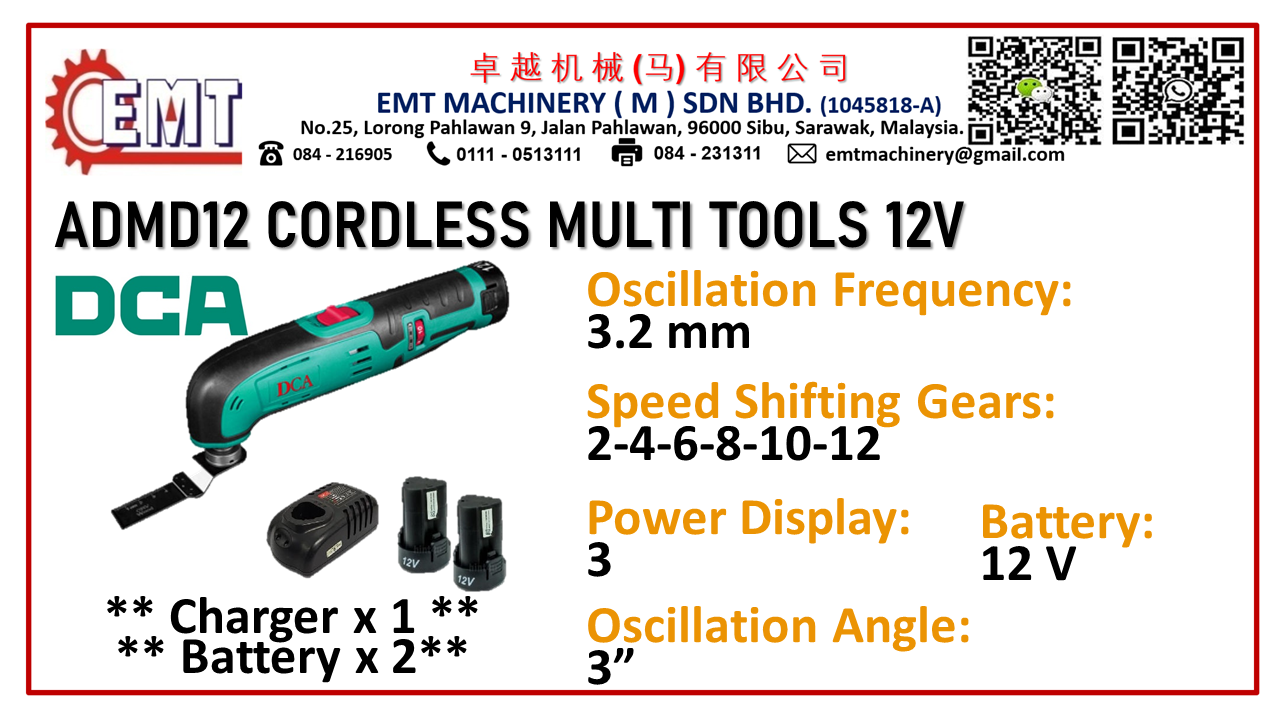 EMT
卓越机械(马)有限公司
EMT MACHINERY ( M ) SDN BHD. (1045818-A)
No.25, Lorong Pahlawan 9, Jalan Pahlawan, 96000 Sibu, Sarawak, Malaysia.
084 - 216905 0111 - 0513111 084 - 231311 emtmachinery@gmail.com
ADMD12 CORDLESS MULTI TOOLS 12V
DCA
DCA
12V
12V
** Charger x 1 **
** Battery x 2**
Oscillation Frequency:
3.2 mm
Speed Shifting Gears:
2-4-6-8-10-12
Power Display:
3
Battery:
12 V
Oscillation Angle:
3”